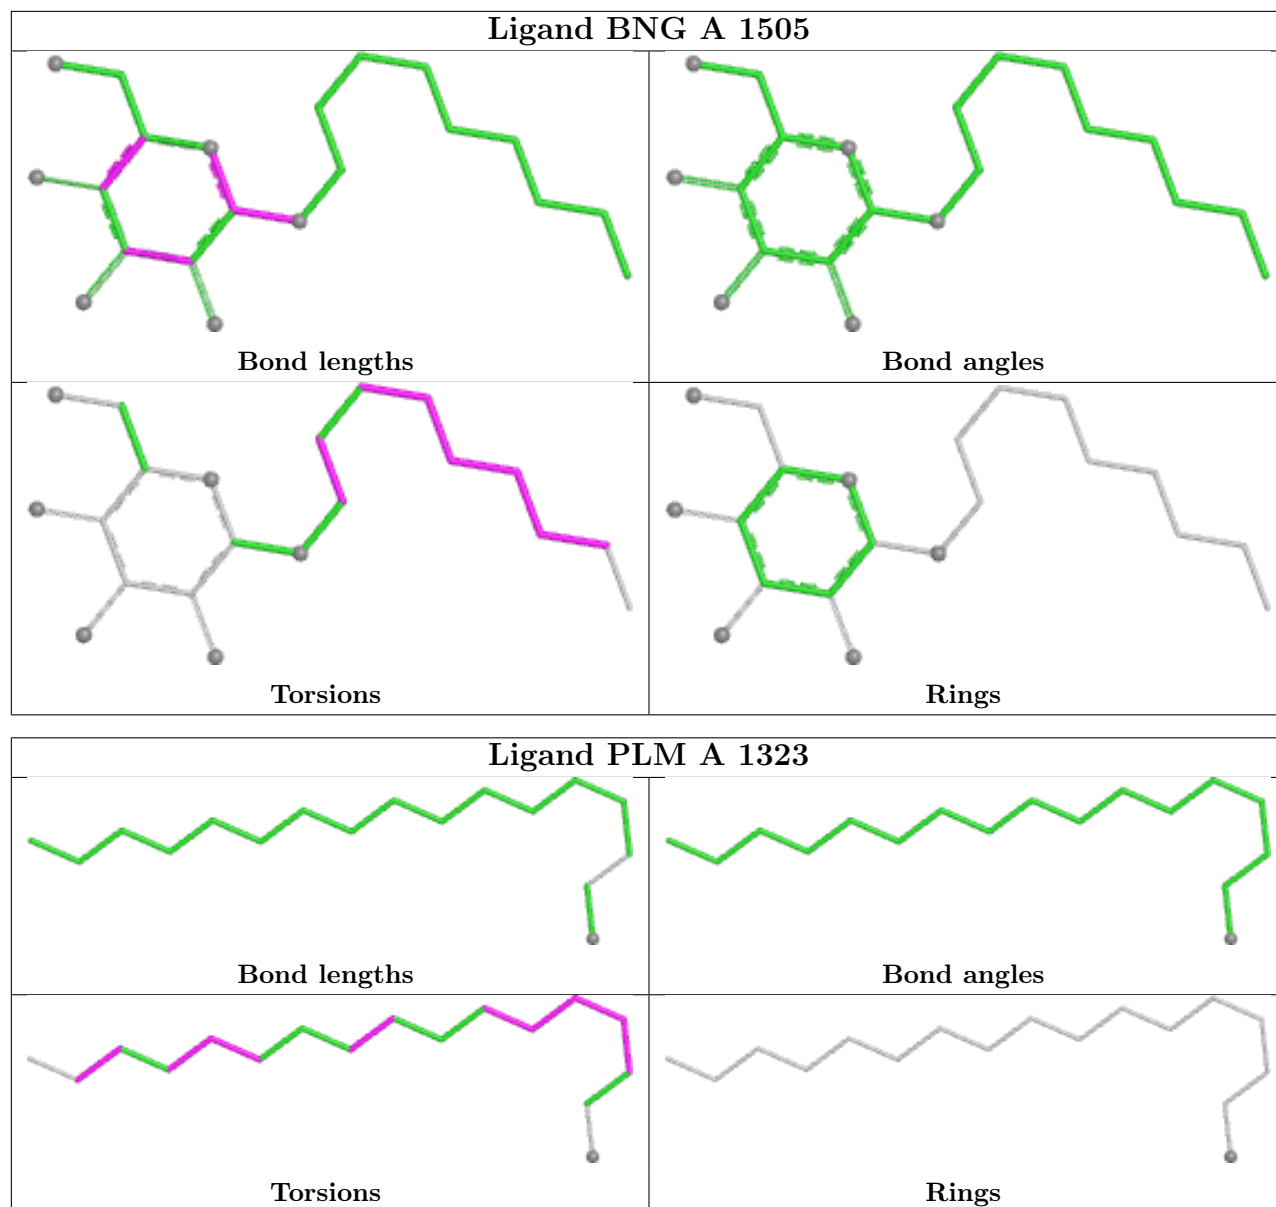 Ligand BNG A 1505
Bond lengths
Bond angles
Torsions
Rings
Ligand PLM A 1323
Bond lengths
Bond angles
Torsions
Rings